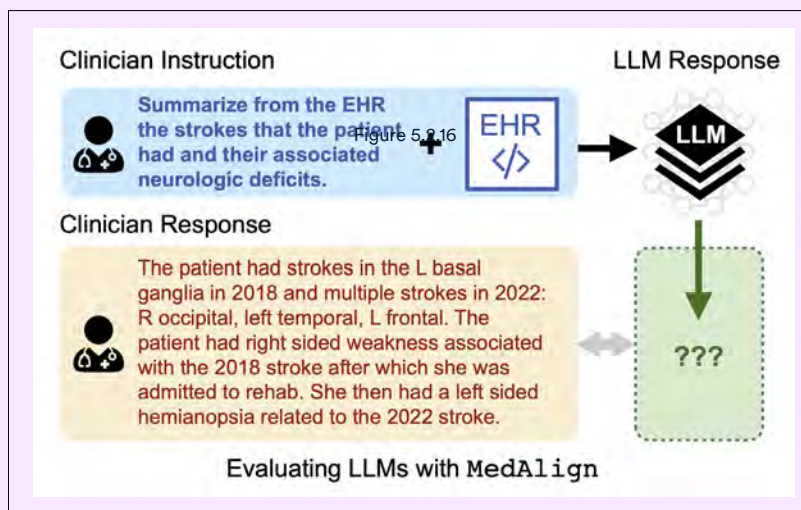 Clinician Instruction
LLM Response
Summarize from the EHR
the strokes that the patient
had and their associated
neurologic deficits.
Figure 5.2.16
+
EHR
</>
LLM
Clinician Response
The patient had strokes in the L basal
ganglia in 2018 and multiple strokes in 2022:
R occipital, left temporal, L frontal. The
patient had right sided weakness associated
with the 2018 stroke after which she was
admitted to rehab. She then had a left sided
hemianopsia related to the 2022 stroke.
???
Evaluating LLMs with MedAlign